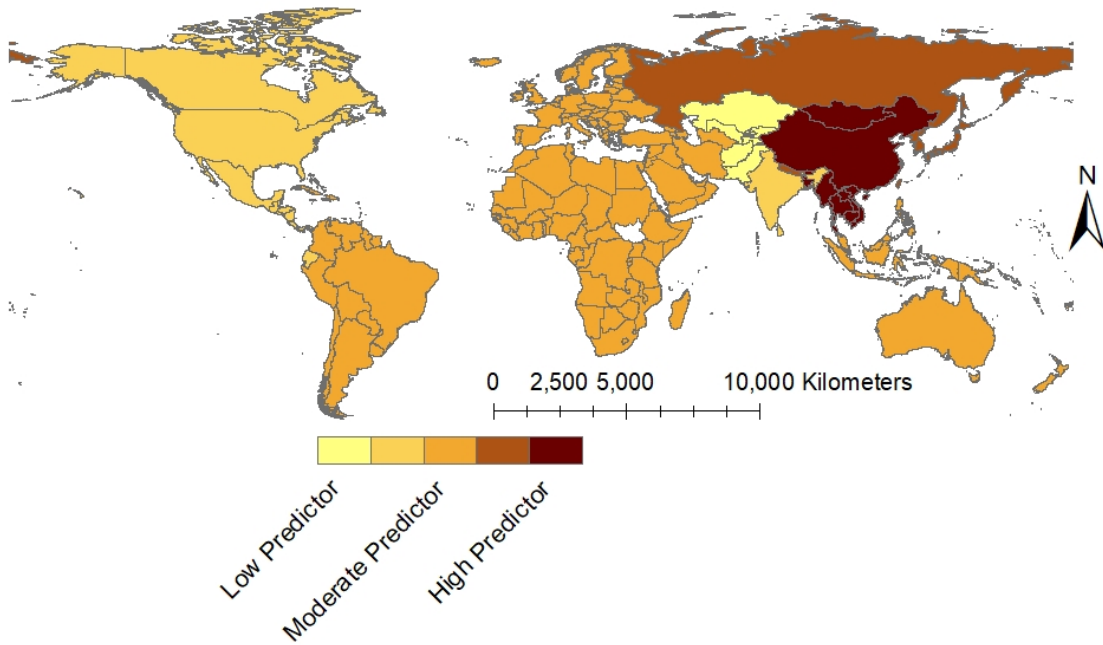 N
0 2,500 5,000 10,000 Kilometers
Low Predictor
Moderate Predictor
High Predictor